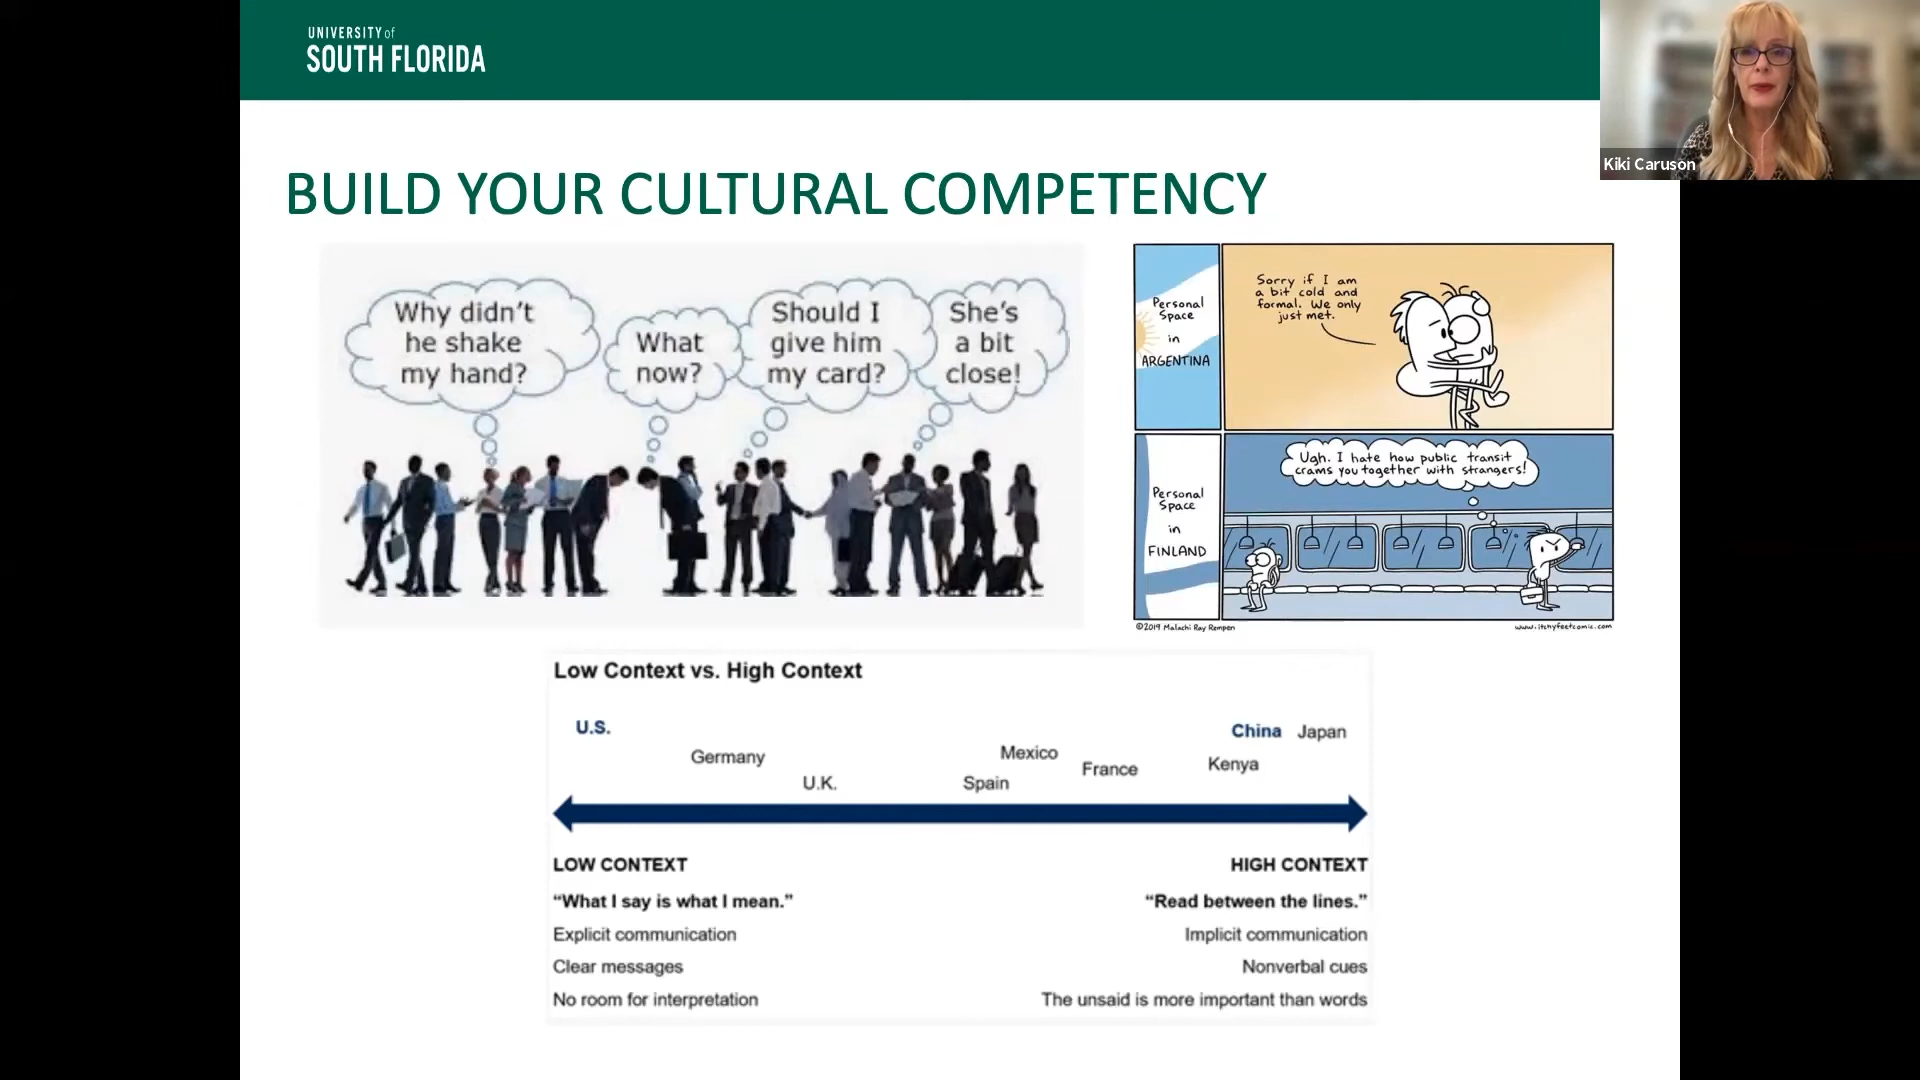 UNIVERSITY of
SOUTH FLORIDA
Kiki Caruson
BUILD YOUR CULTURAL COMPETENCY
Why didn't
he shake
my hand?
What
now?
Should I
give him
my card?
She's
a bit
close!
Personal
Space
in
ARGENTINA
Sorry if I am
a bit cold and
formal. We only
just met.
Personal
Space
in
FINLAND
Ugh. I hate how public transit
crams you together with strangers!
©2019 Malachi Ray Rempen
www.itchyfeetcomic.com
Low Context vs. High Context
U.S.
Germany
U.K.
Spain
Mexico
France
Kenya
China
Japan
LOW CONTEXT
"What I say is what I mean."
Explicit communication
Clear messages
No room for interpretation
HIGH CONTEXT
"Read between the lines."
Implicit communication
Nonverbal cues
The unsaid is more important than words